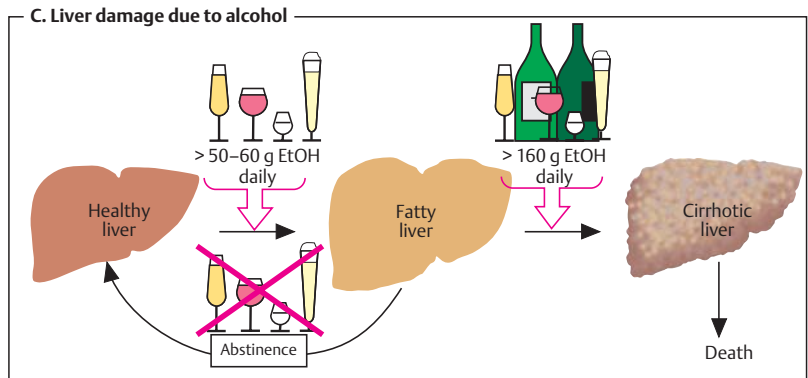 C. Liver damage due to alcohol
> 50–60 g EtOH
daily
> 160 g EtOH
daily
Healthy
liver
Fatty
liver
Cirrhotic
liver
Abstinence
Death